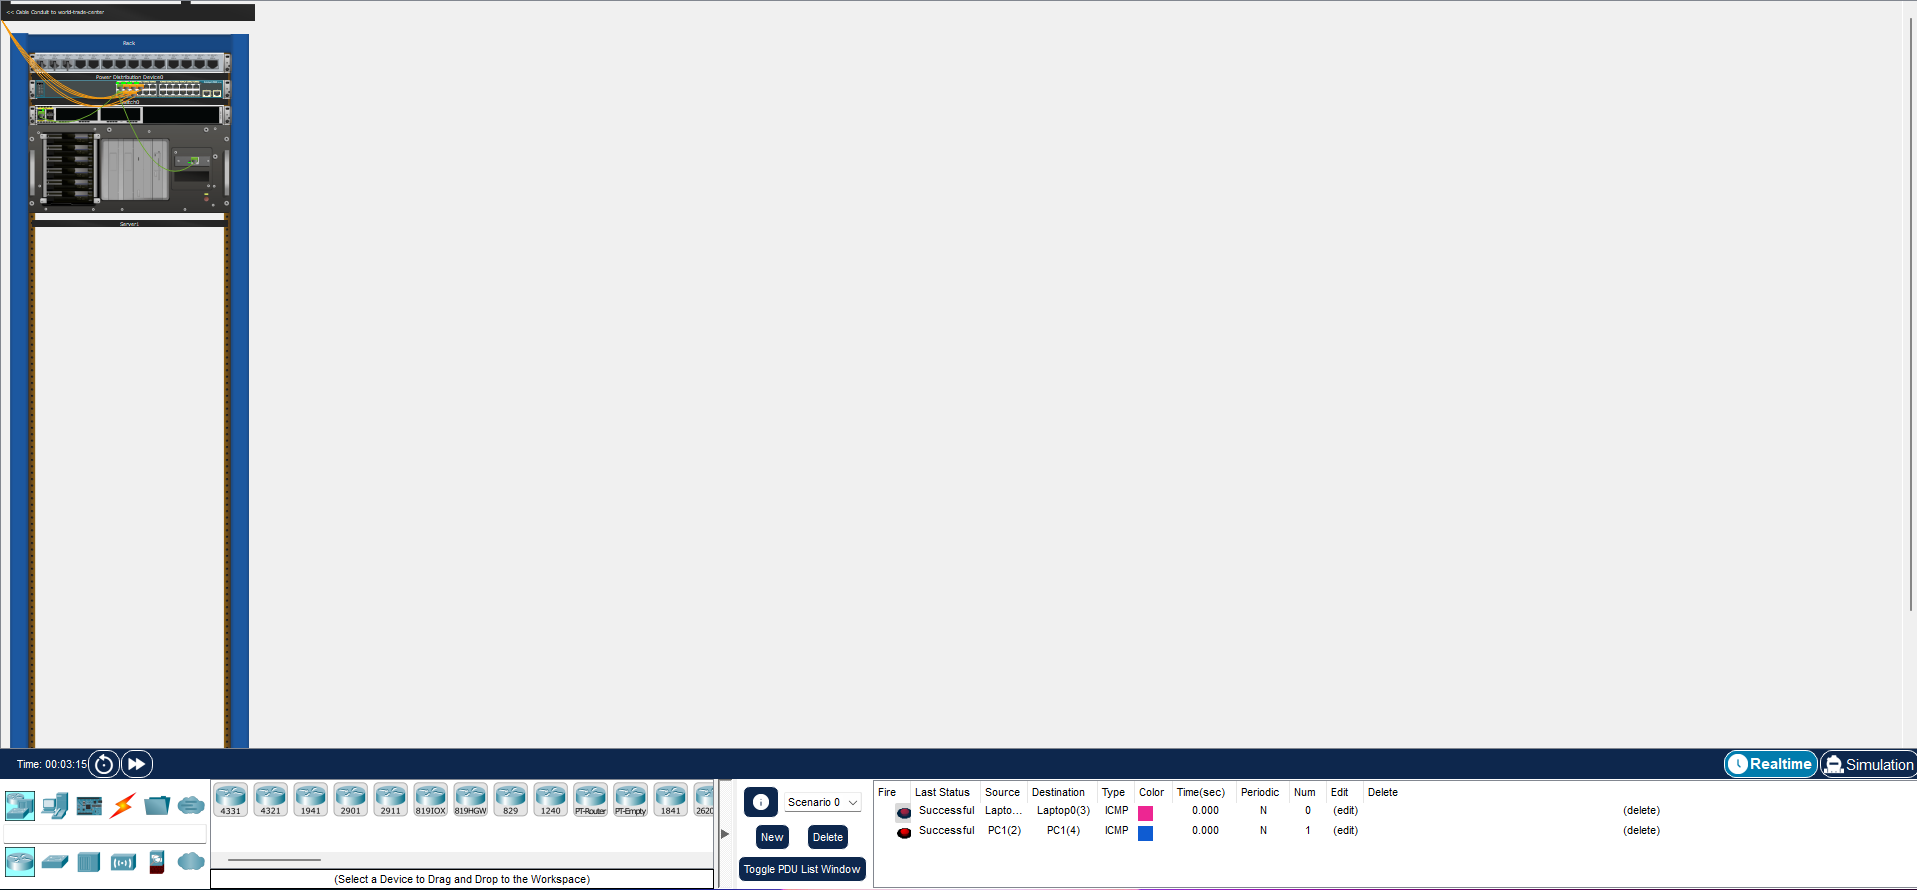 << Cable Conduit to world-trade-center
Rack
Power Distribution Device0
Switch0
Server1
Time: 00:03:15
Realtime
Simulation
4331 4321 1941 2901 2911 819IOX 819HGW 829 1240 PT-Router PT-Empty 1841 2620
(Select a Device to Drag and Drop to the Workspace)
Scenario 0
New Delete
Toggle PDU List Window
Fire Last Status Source Destination Type Color Time(sec) Periodic Num Edit Delete
Successful Lapto... Laptop0(3) ICMP 0.000 N 0 (edit) (delete)
Successful PC1(2) PC1(4) ICMP 0.000 N 1 (edit) (delete)